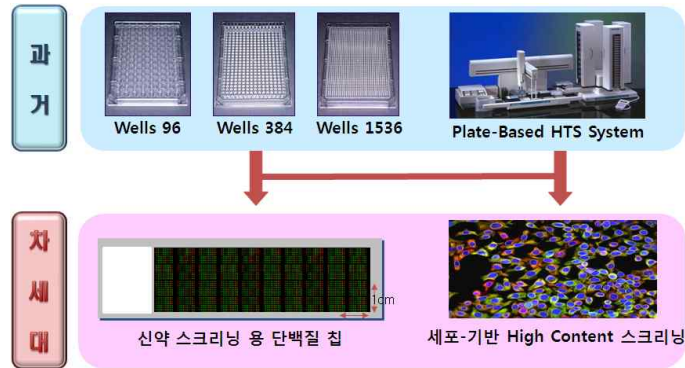 과
거
Wells 96
Wells 384
Wells 1536
Plate-Based HTS System
차
세
대
1cm
신약 스크리닝 용 단백질 칩
세포-기반 High Content 스크리닝